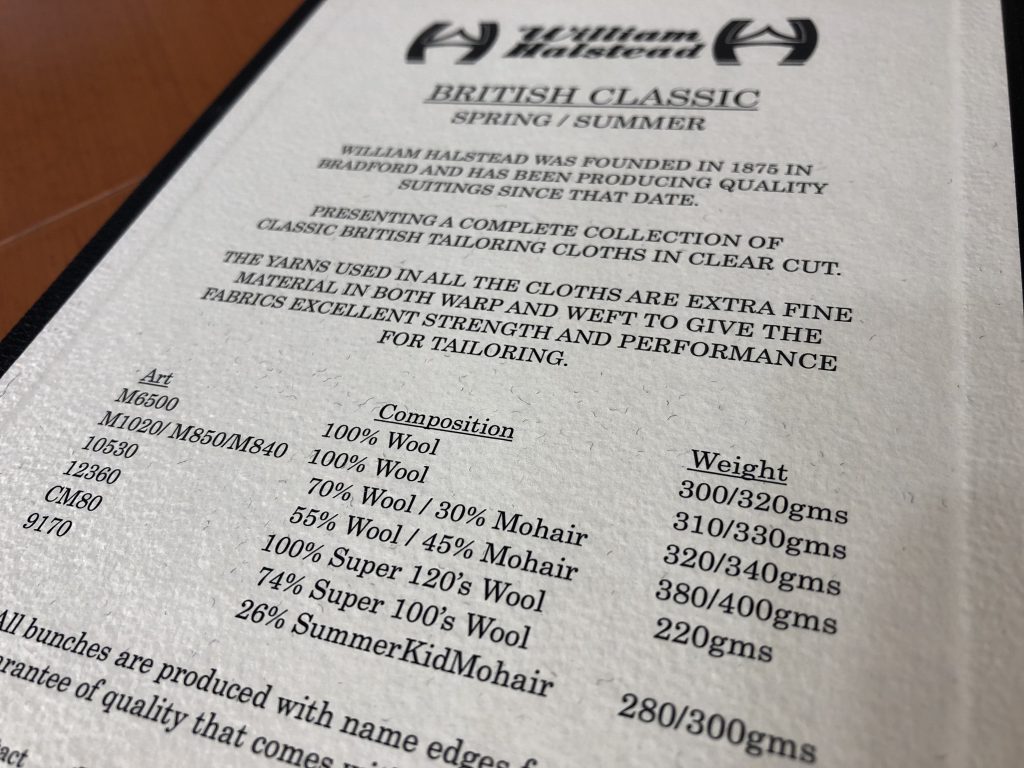 William
Halstead
BRITISH CLASSIC
SPRING / SUMMER
WILLIAM HALSTEAD WAS FOUNDED IN 1875 IN
BRADFORD AND HAS BEEN PRODUCING QUALITY
SUITINGS SINCE THAT DATE.
PRESENTING A COMPLETE COLLECTION OF
CLASSIC BRITISH TAILORING CLOTHS IN CLEAR CUT.
THE YARNS USED IN ALL THE CLOTHS ARE EXTRA FINE
MATERIAL IN BOTH WARP AND WEFT TO GIVE THE
FABRICS EXCELLENT STRENGTH AND PERFORMANCE
FOR TAILORING.
Art Composition Weight
M6500 100% Wool 300/320gms
M1020/ M850/M840 100% Wool 310/330gms
10530 70% Wool / 30% Mohair 320/340gms
12360 55% Wool / 45% Mohair 380/400gms
CM80 100% Super 120's Wool 220gms
9170 74% Super 100's Wool
26% SummerKidMohair 280/300gms
All bunches are produced with name edges
of quality that comes